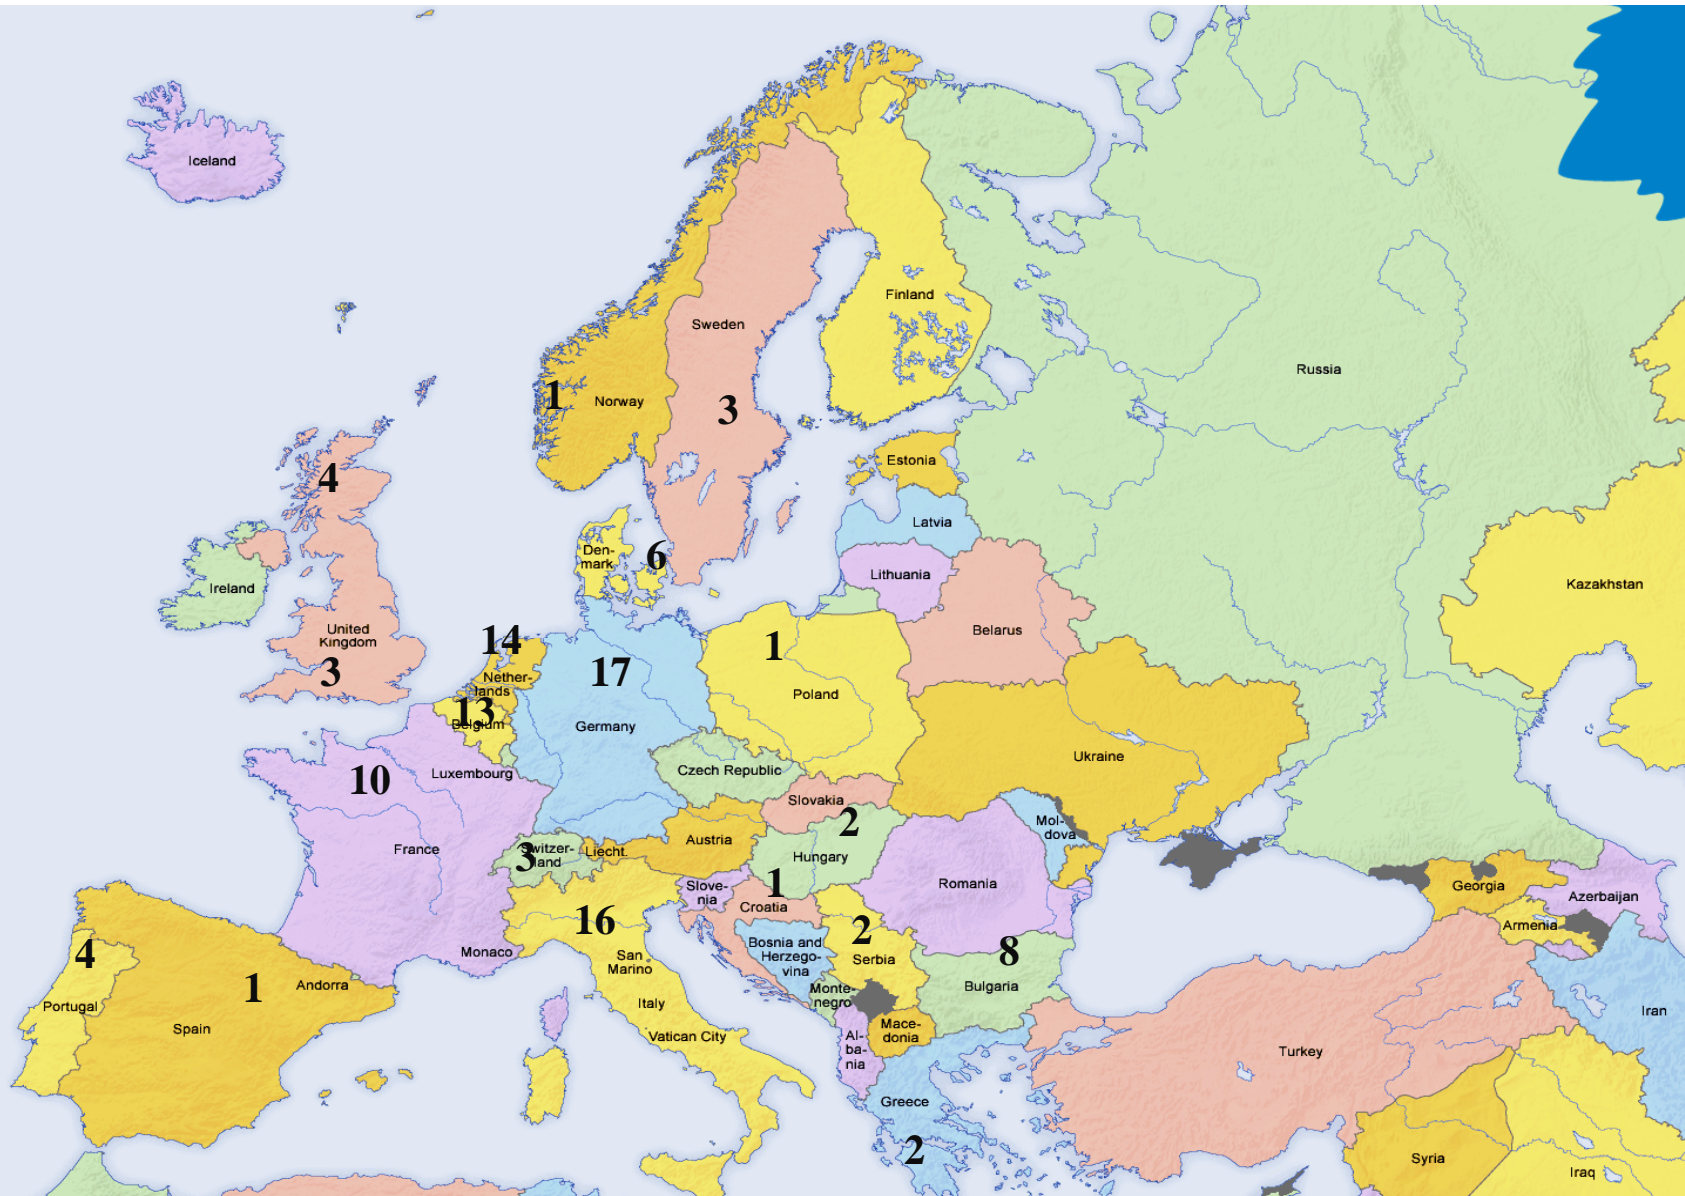 Iceland
Finland
Sweden
Russia
1
Norway
3
Estonia
4
Latvia
Den-
mark
6
Lithuania
Ireland
Kazakhstan
United
Kingdom
Belarus
14
1
3
17
Nether-
lands
Poland
13
Belgium
Germany
Ukraine
10
Luxembourg
Czech Republic
Slovakia
2
Mol-
dova
France
3
Switzer-
land
Liecht.
Austria
Hungary
Romania
Georgia
Slove-
nia
1
Croatia
Azerbaijan
16
2
Armenia
4
Monaco
San
Marino
Bosnia and
Herzego-
vina
Serbia
8
1
Andorra
Monte-
negro
Bulgaria
Portugal
Italy
Iran
Spain
Vatican City
Al-
ba-
nia
Mace-
donia
Turkey
Greece
2
Syria
Iraq